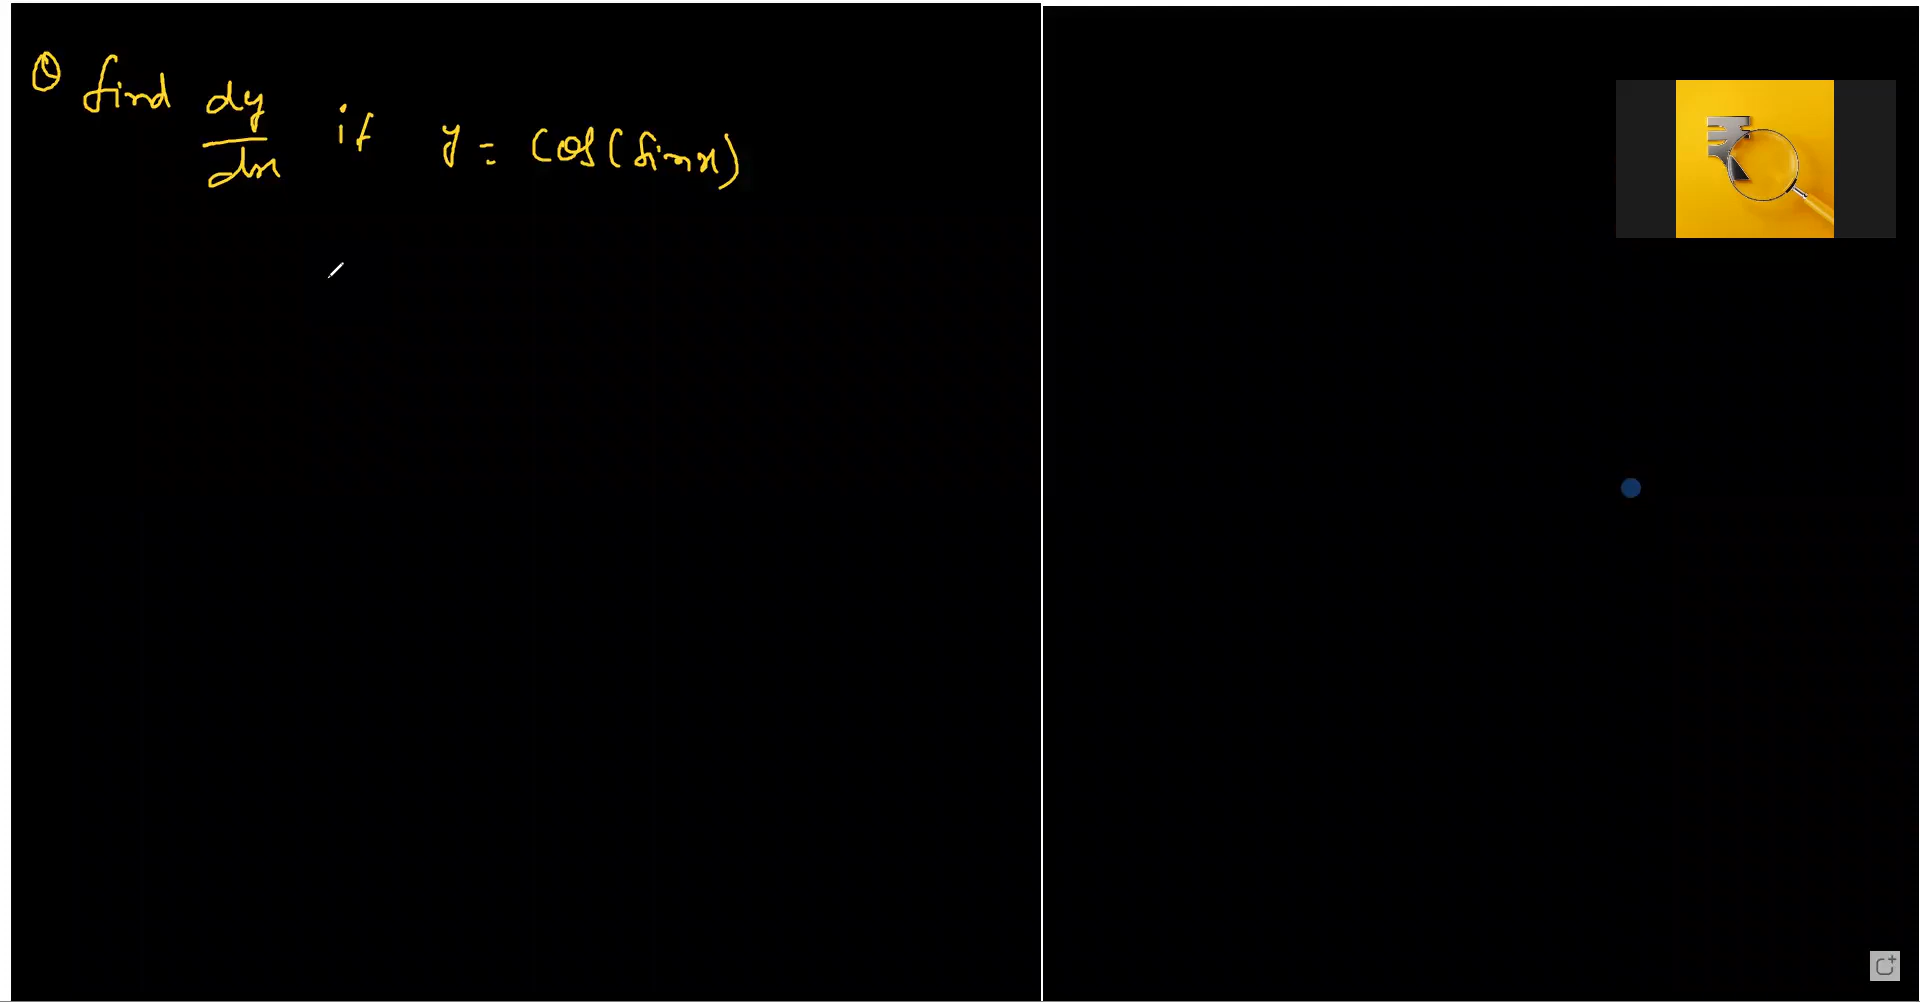 Q find dy/dx if y = cos(sinx)